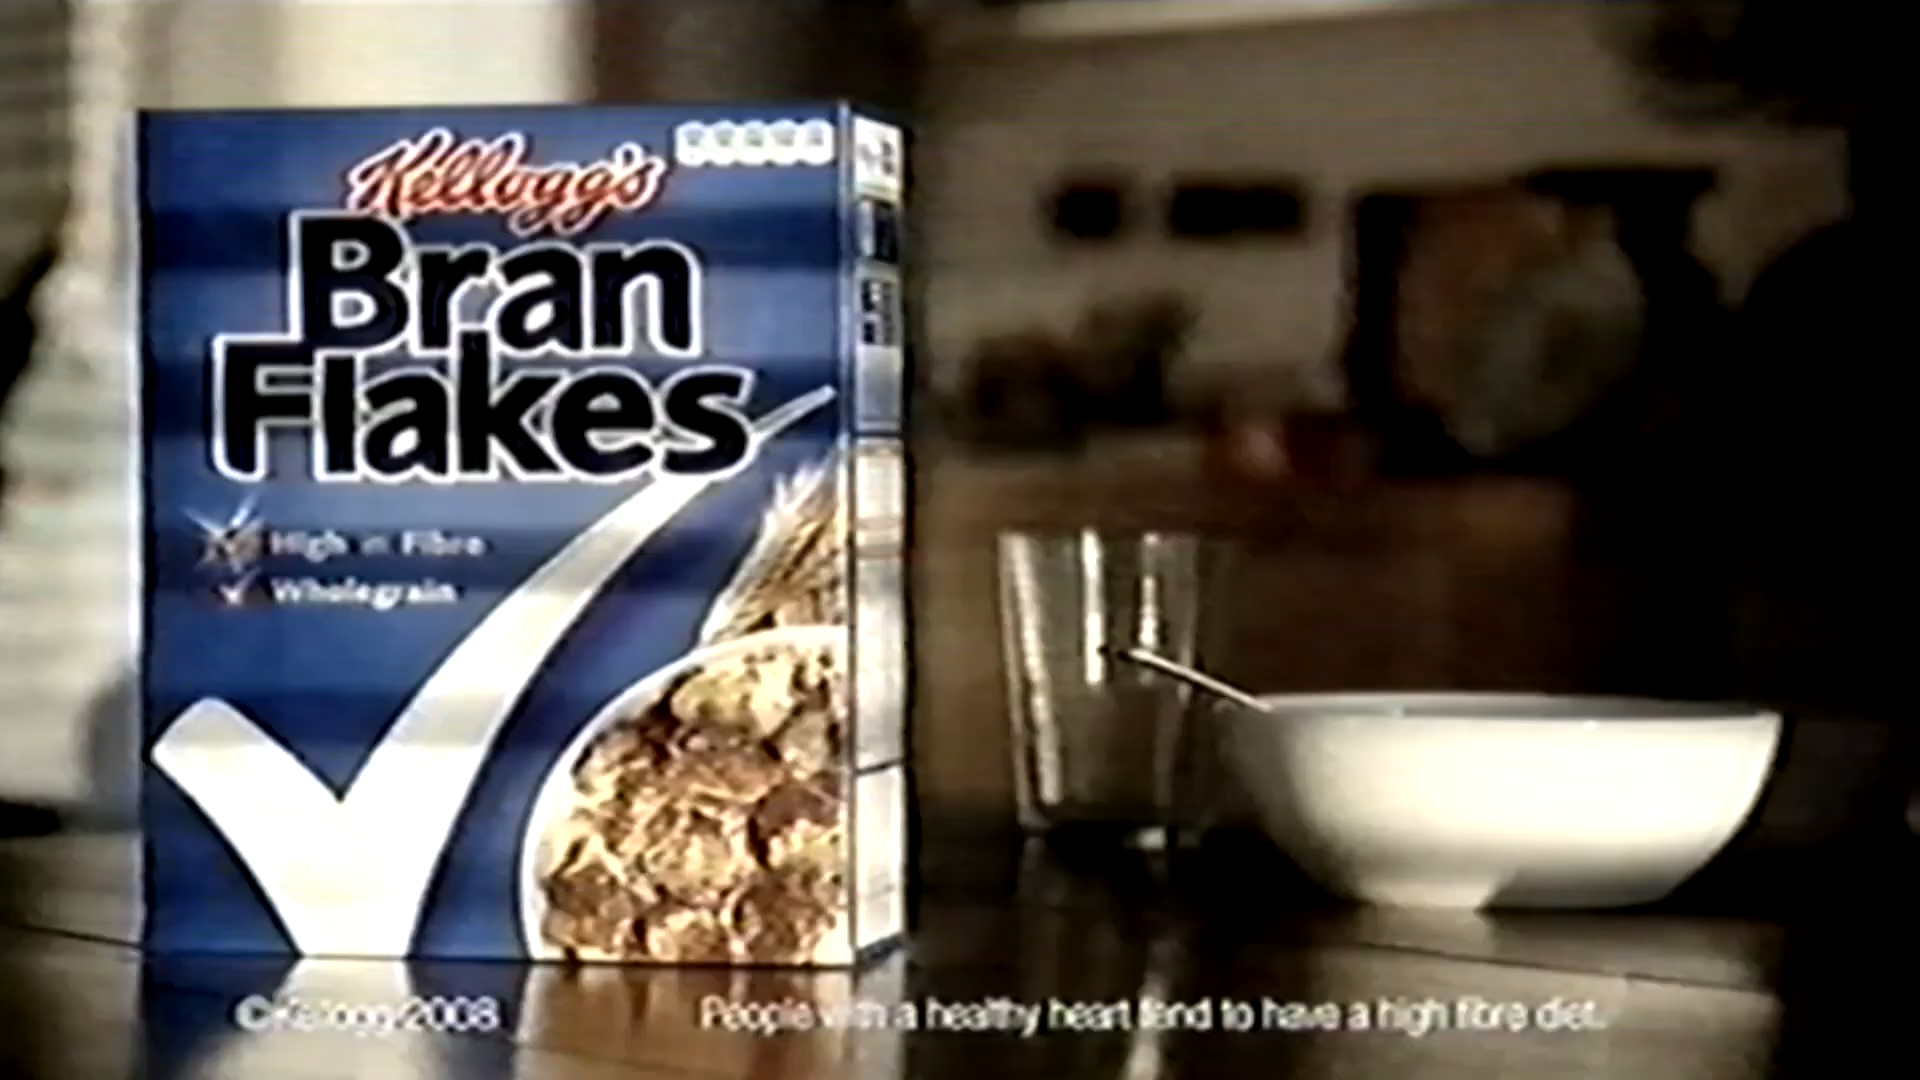 Kellogg's
Bran
Flakes
High in Fibre
Wholegrain
© Kellogg 2008
People with a healthy heart tend to have a high fibre diet.